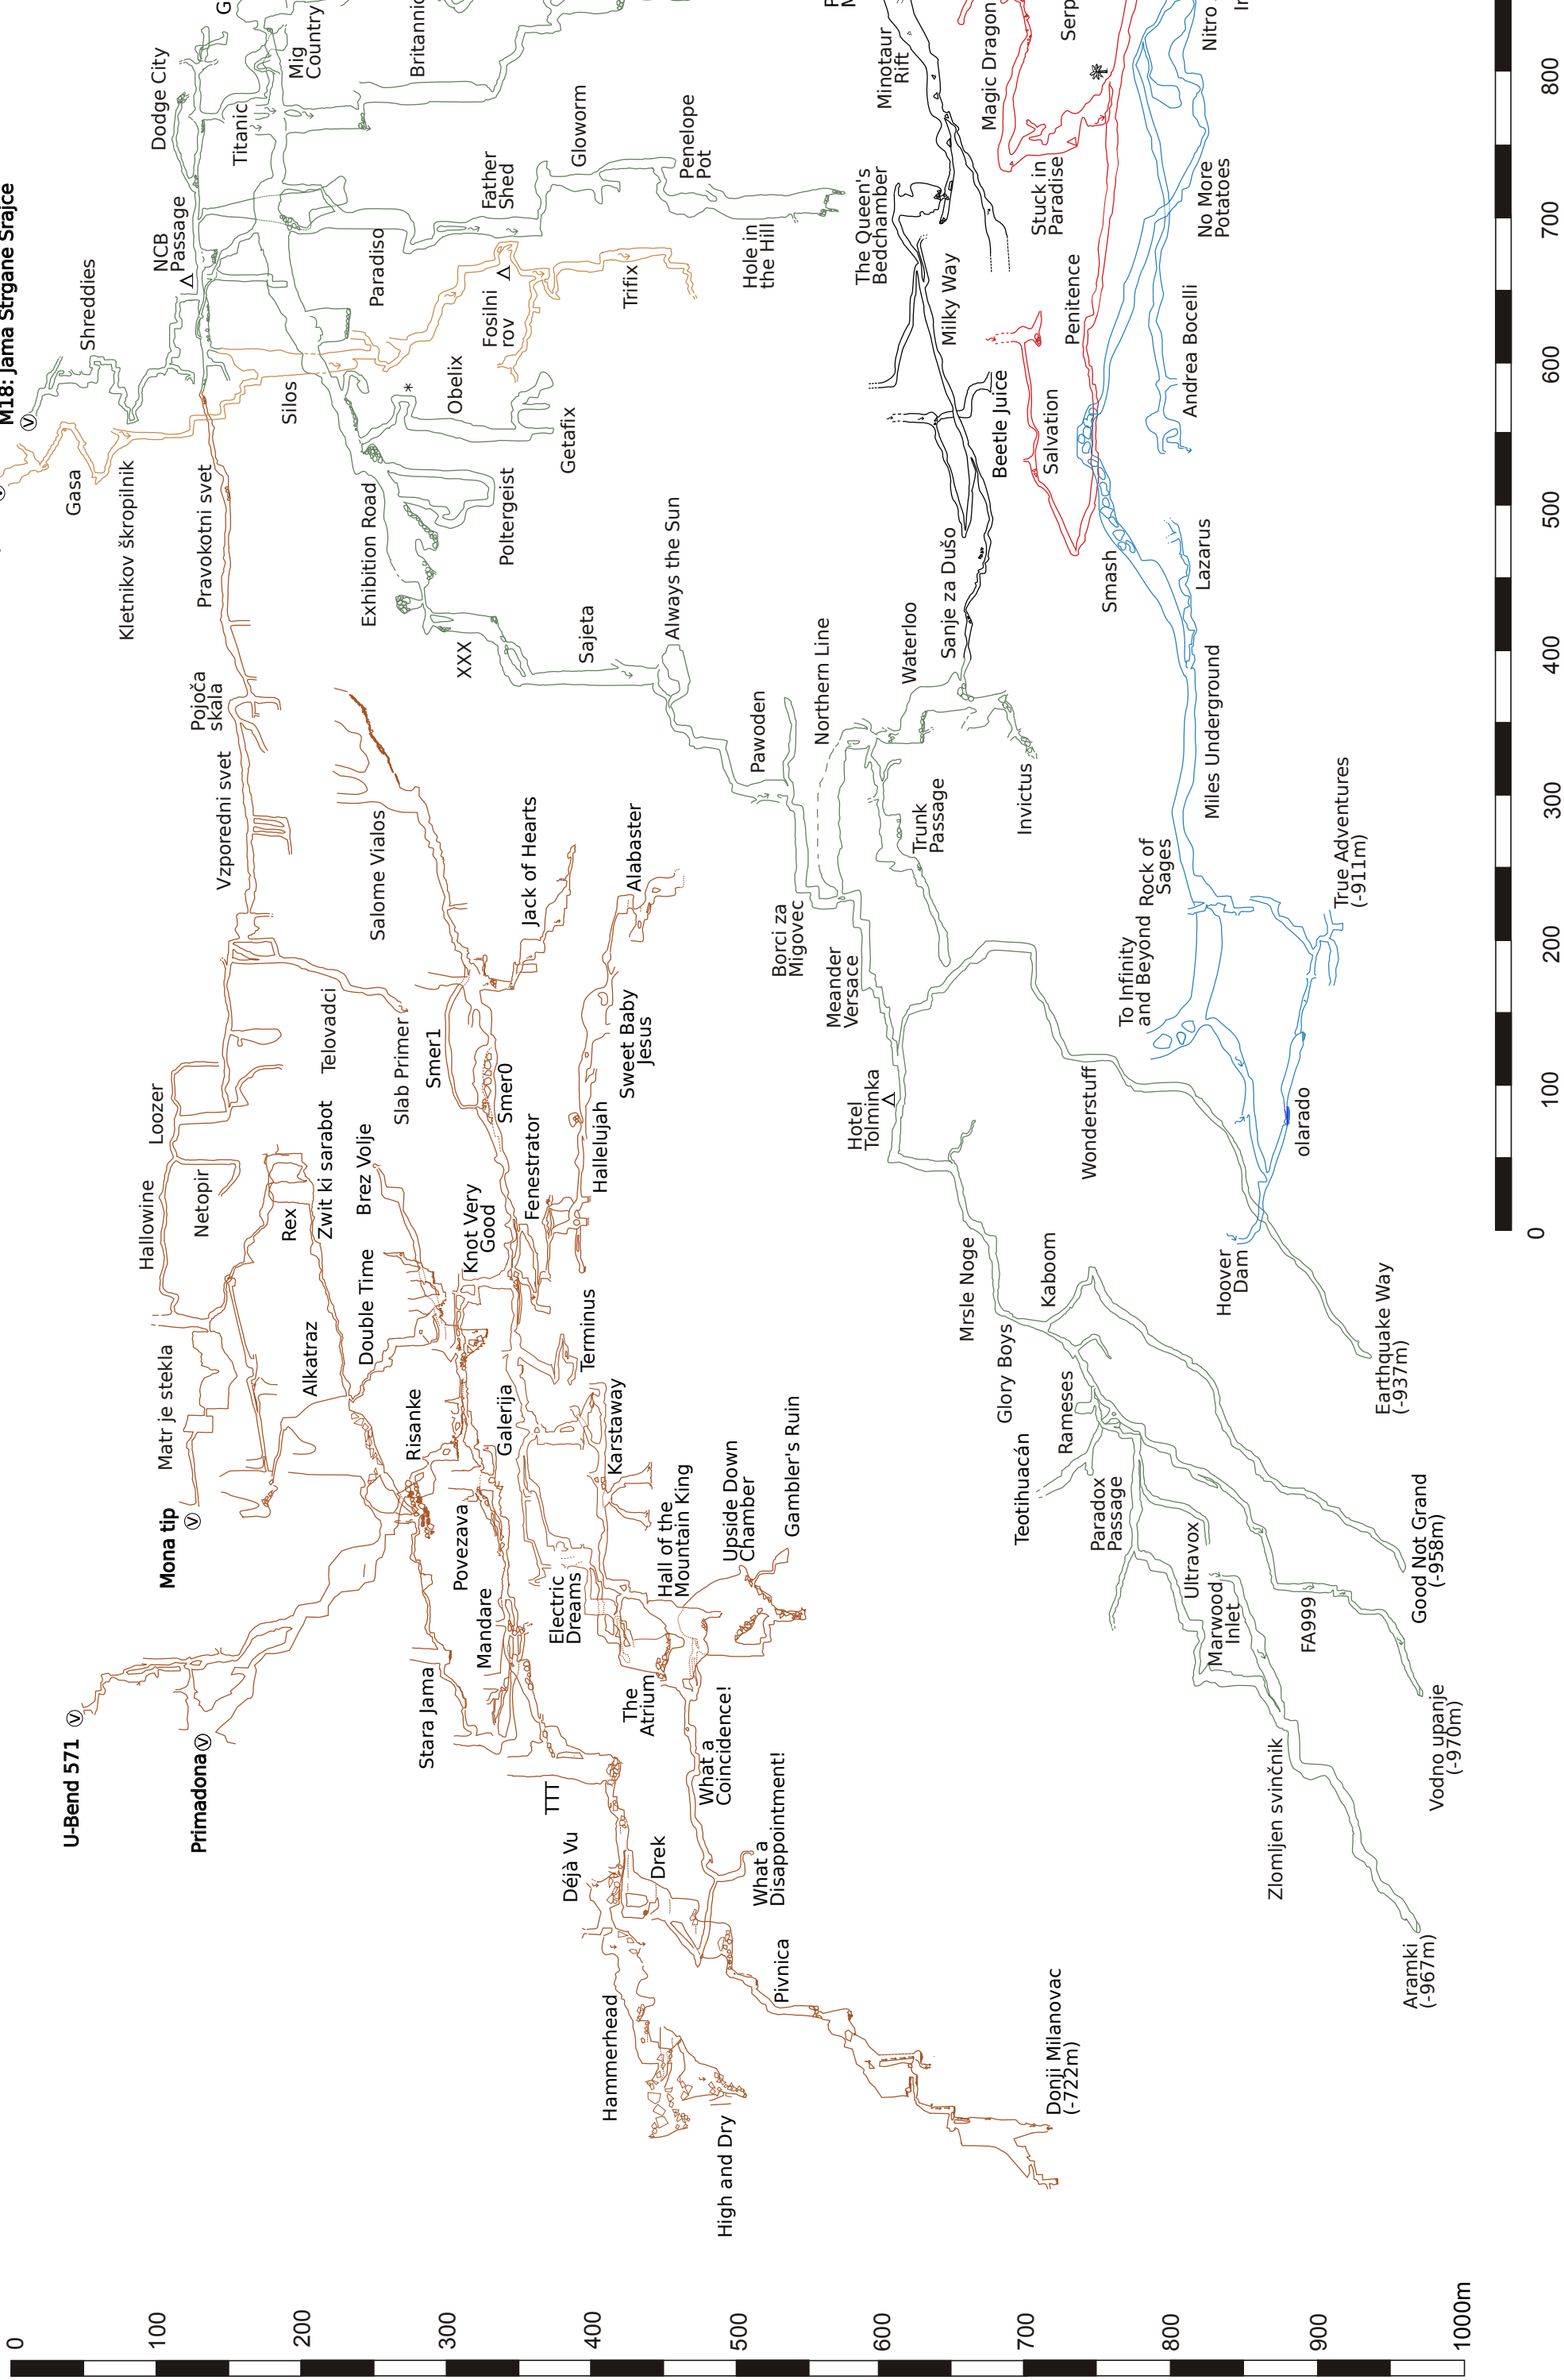 M18: Jama Strgane Srajce
Shreddies
Gasa
Kletnikov škropilnik
NCB
Passage
Dodge City
Titanic
Mig
Country
Britannic
Pravokotni svet
Silos
Paradiso
Father
Shed
Gloworm
Penelope
Pot
Hole in
the Hill
Fosilni
rov
Trifix
Obelix
*
Getafix
Poltergeist
Exhibition Road
XXX
Sajeta
Always the Sun
Pojoča
skala
Vzporedni svet
Salome Vialos
Jack of Hearts
Alabaster
Telovadci
Slab Primer
Smer1
Smer0
Sweet Baby
Jesus
Hallelujah
Fenestrator
Loozer
Hallowine
Netopir
Rex
Zwit ki sarabot
Brez Volje
Knot Very
Good
Double Time
Alkatraz
Matr je stekla
Mona tip
V
Risanke
Galerija
Terminus
Karstaway
Povezava
Mandare
Electric
Dreams
Hall of the
Mountain King
Upside Down
Chamber
Gambler's Ruin
U-Bend 571
V
Primadona
V
Stara Jama
The
Atrium
What a
Coincidence!
TTT
Déjà Vu
Drek
What a
Disappointment!
Pivnica
Hammerhead
High and Dry
Donji Milanovac
(-722m)
Pawoden
Northern Line
Borci za
Migovec
Meander
Versace
Trunk
Passage
Invictus
Waterloo
Sanje za Dušo
Hotel
Tolminka
Wonderstuff
Mrsle Noge
Kaboom
Glory Boys
Rameses
Teotihuacán
Paradox
Passage
Ultravox
Marwood
Inlet
FA999
Zlomljen svinčnik
Aramki
(-967m)
Vodno upanje
(-970m)
Good Not Grand
(-958m)
Earthquake Way
(-937m)
Minotaur
Rift
The Queen's
Bedchamber
Milky Way
Beetle Juice
Magic Dragon
Serp
Stuck in
Paradise
Penitence
Salvation
Nitro
No More
Potatoes
Andrea Bocelli
Smash
Lazarus
Miles Underground
To Infinity
and Beyond
Rock of
Sages
True Adventures
(-911m)
olarado
Hoover
Dam
V
0
100
200
300
400
500
600
700
800
900
1000m
0
100
200
300
400
500
600
700
800